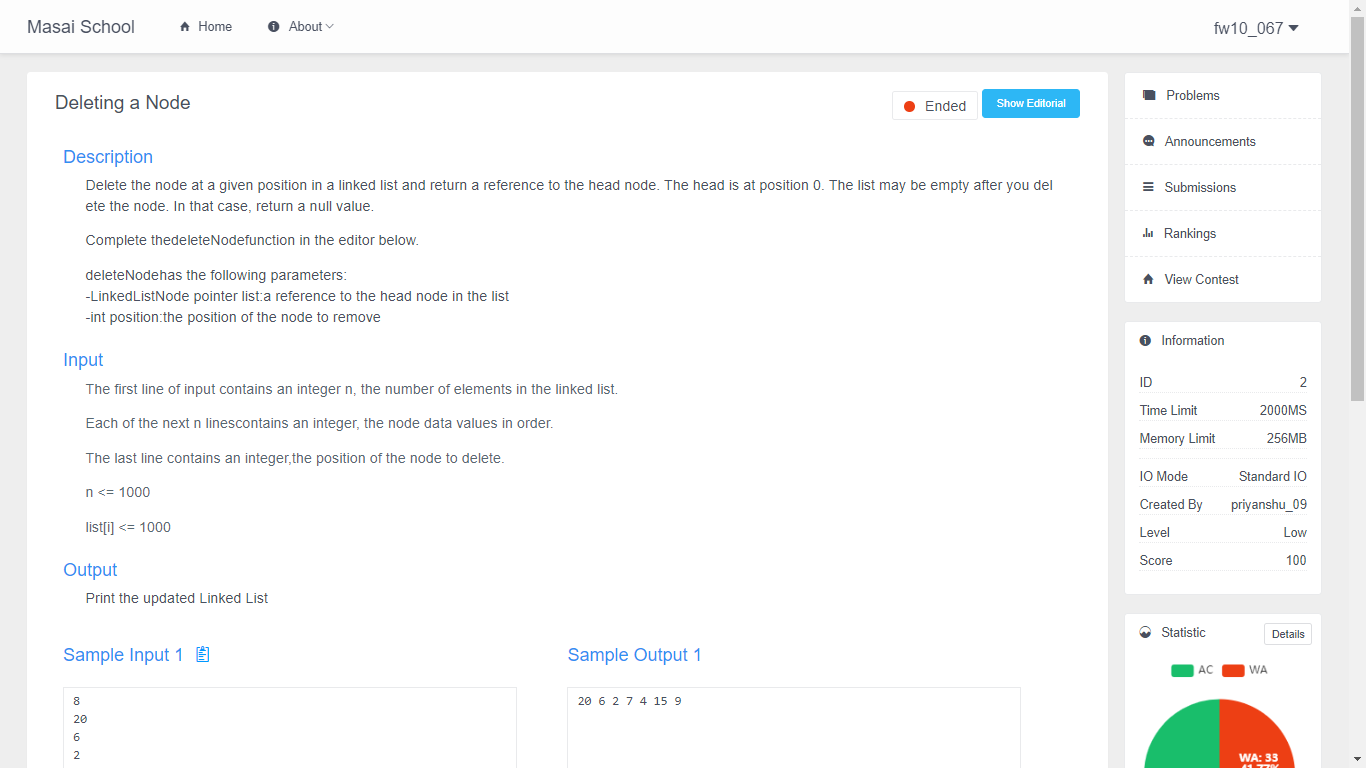 Masai School
Home
About
fw10_067
Deleting a Node
Ended
Show Editorial
Description
Delete the node at a given position in a linked list and return a reference to the head node. The head is at position 0. The list may be empty after you del
ete the node. In that case, return a null value.
Complete thedeleteNodefunction in the editor below.
deleteNodehas the following parameters:
-LinkedListNode pointer list:a reference to the head node in the list
-int position:the position of the node to remove
Input
The first line of input contains an integer n, the number of elements in the linked list.
Each of the next n linescontains an integer, the node data values in order.
The last line contains an integer,the position of the node to delete.
n <= 1000
list[i] <= 1000
Output
Print the updated Linked List
Sample Input 1
8
20
6
2
Sample Output 1
20 6 2 7 4 15 9
Problems
Announcements
Submissions
Rankings
View Contest
Information
ID 2
Time Limit 2000MS
Memory Limit 256MB
IO Mode Standard IO
Created By priyanshu_09
Level Low
Score 100
Statistic
Details
AC WA
WA: 33